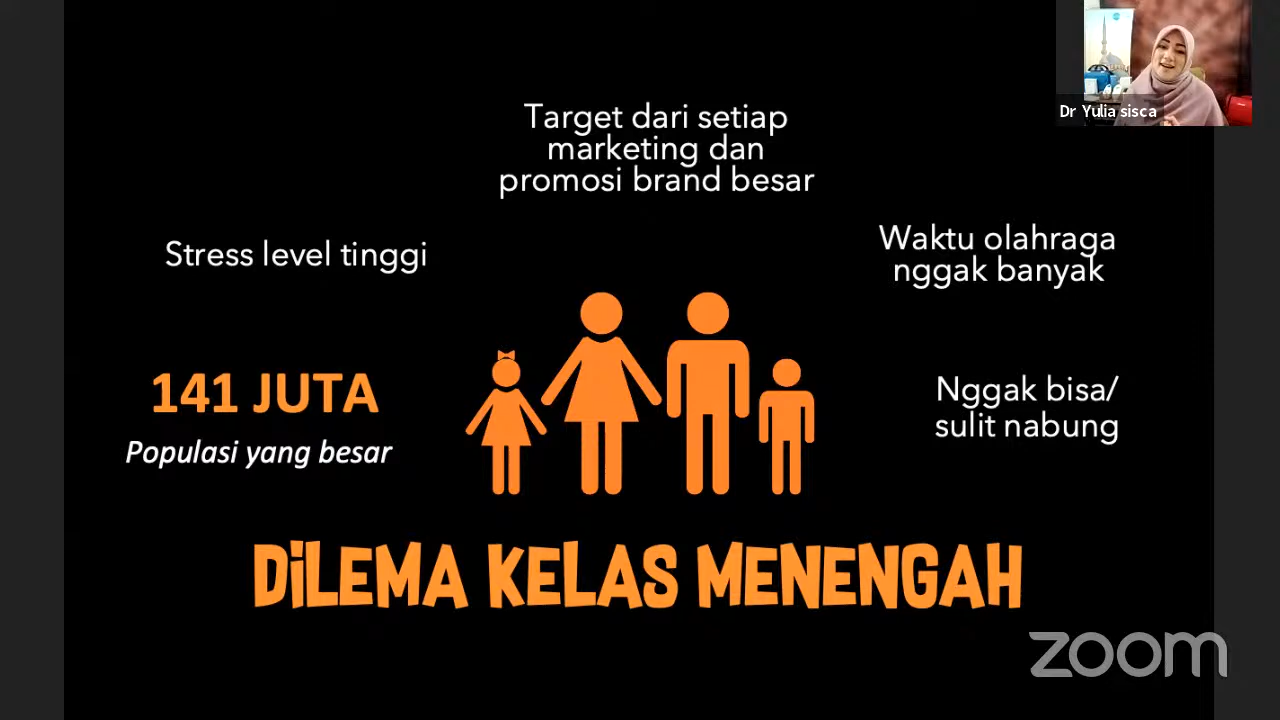 Dr Yulia sisca
Target dari setiap
marketing dan
promosi brand besar
Stress level tinggi
Waktu olahraga
nggak banyak
141 JUTA
Populasi yang besar
Nggak bisa/
sulit nabung
DiLEMA KELAS MENENGAH
zoom